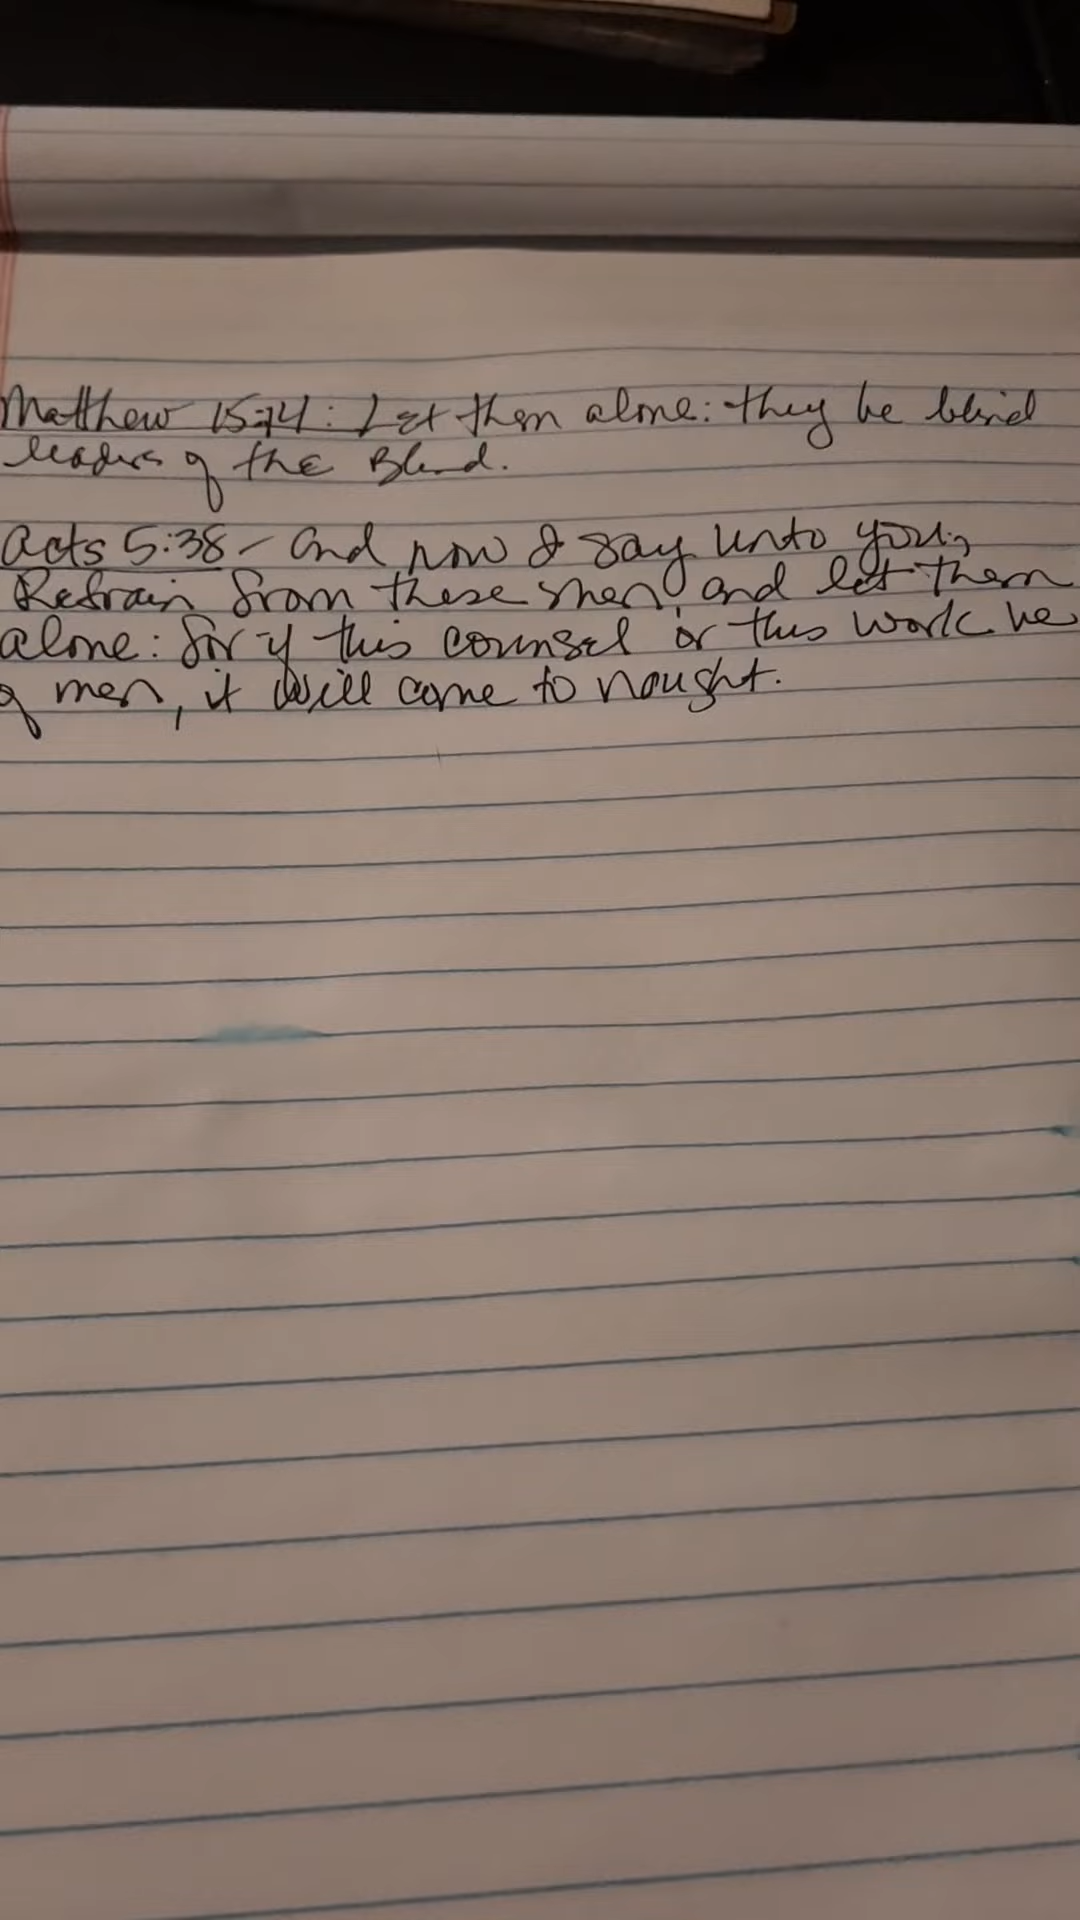 Matthew 15:14: Let them alone: they be blind
leaders of the Blind.
Acts 5:38 - And now I say unto you,
Refrain from these men, and let them
alone: for if this counsel or this work be
of men, it will come to nought.